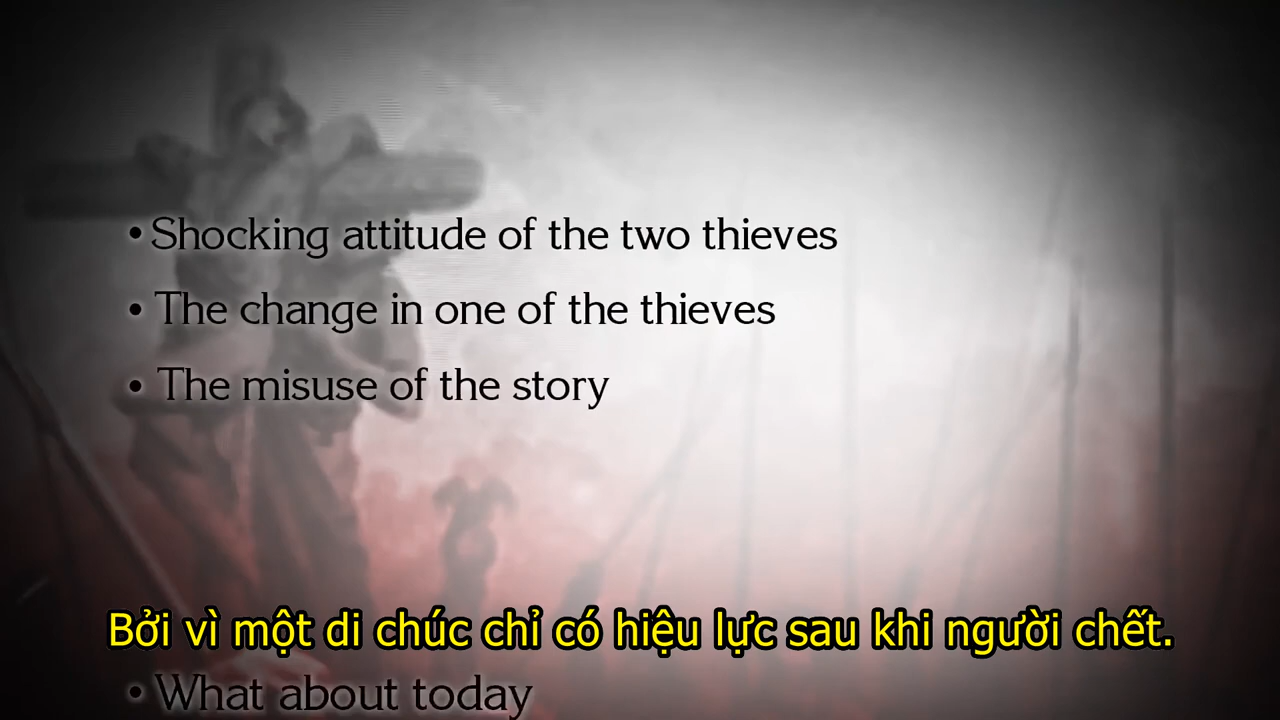 • Shocking attitude of the two thieves
• The change in one of the thieves
• The misuse of the story
Bởi vì một di chúc chỉ có hiệu lực sau khi người chết.
• What about today